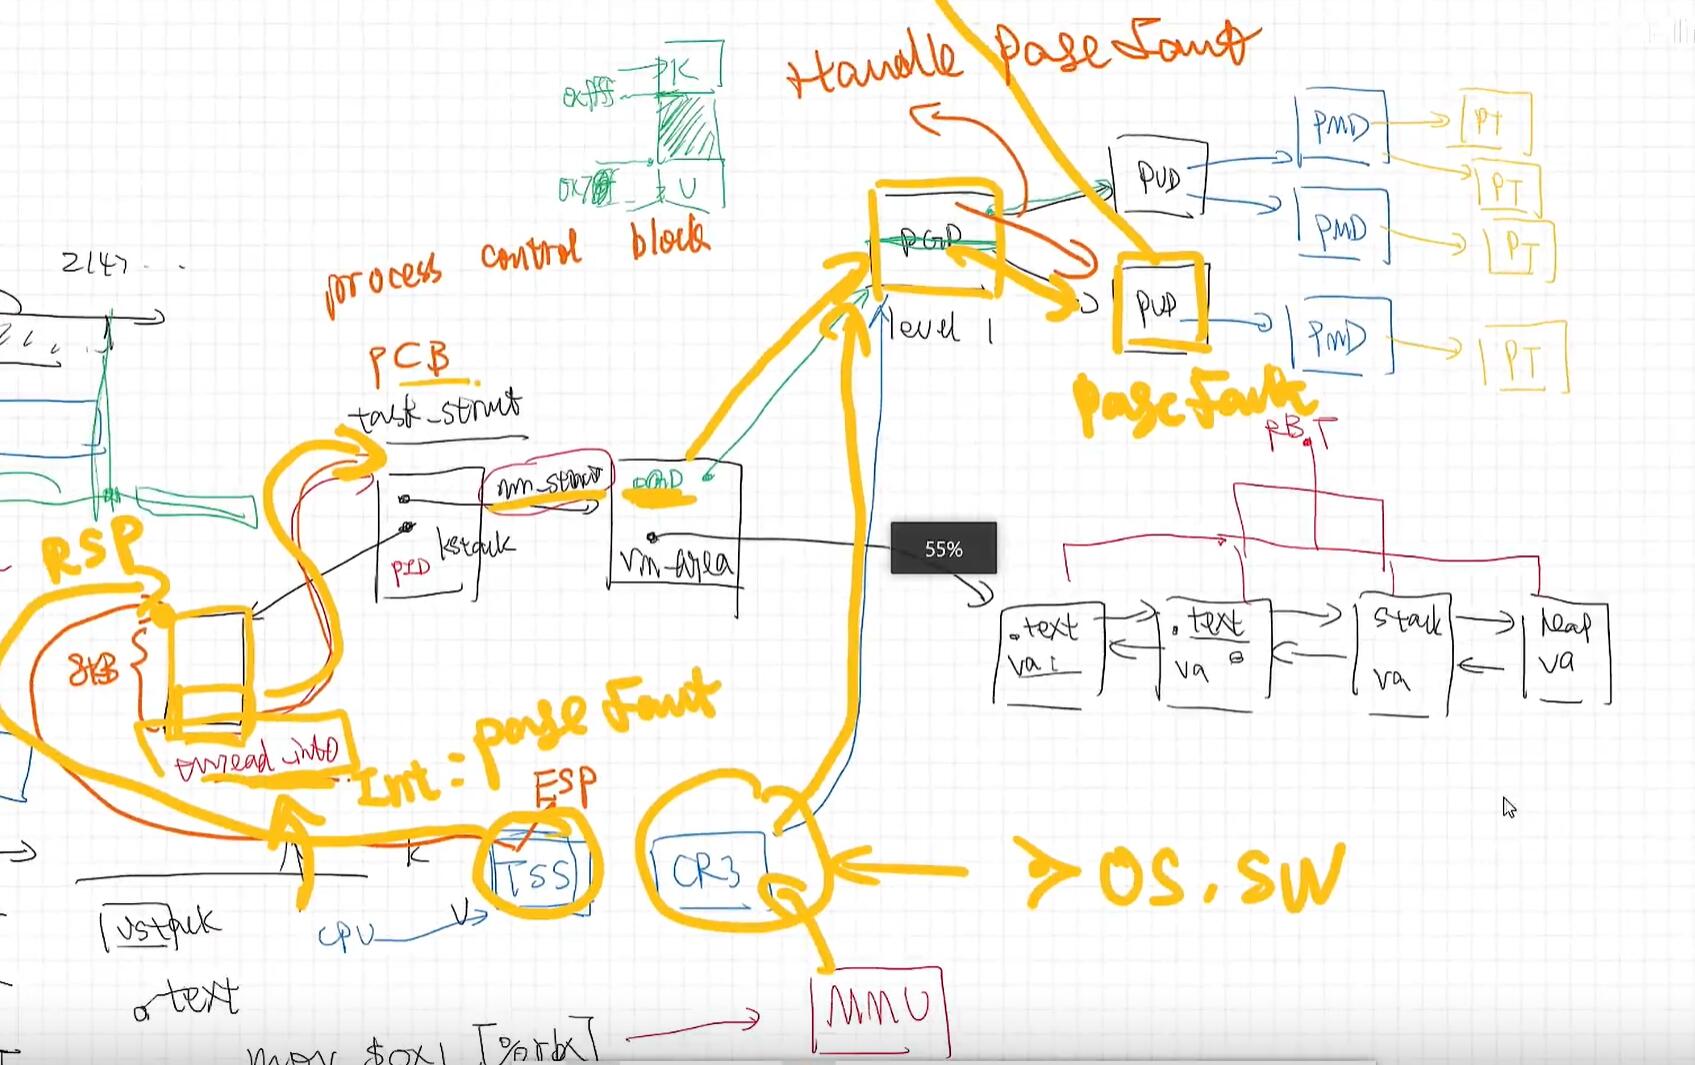 Handle Page Fault
K
0xfff
PMD
PT
PUD
PT
0x7ff
U
PMD
PT
PGD
process control block
2147 ...
PUD
PMD
PT
level 1
PCB
Page Fault
task_struct
RBT
mm_struct
PGD
RSP
kstack
55%
PID
vm_area
.text
.text
stack
heap
va
va
va
va
8kB
Int: page Fault
thread_info
ESP
K
TSS
CR3
> OS. SW
ustack
CPU
.text
MMU
mov $0x1 [%rbx]